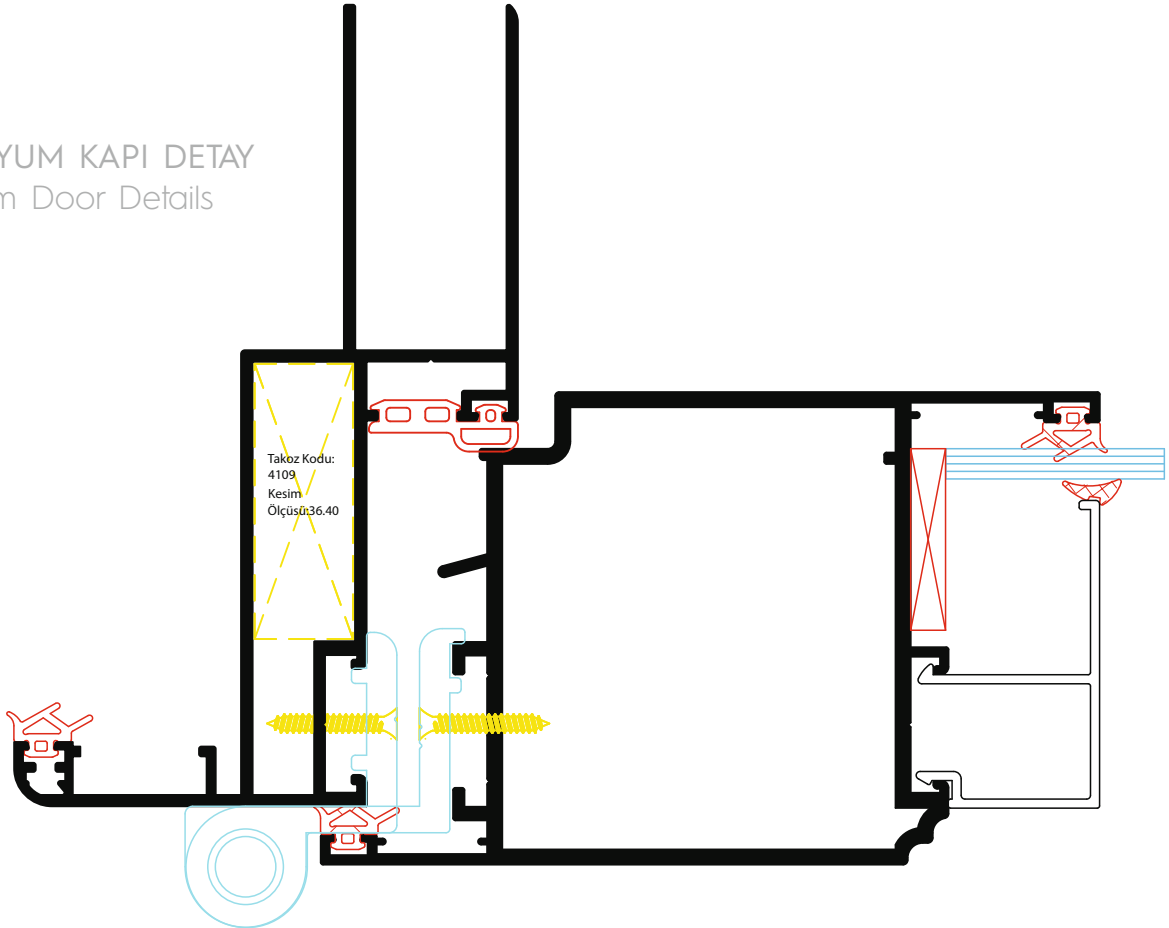 YUM KAPI DETAY
m Door Details
Takoz Kodu:
4109
Kesim
Ölçüsü:36.40